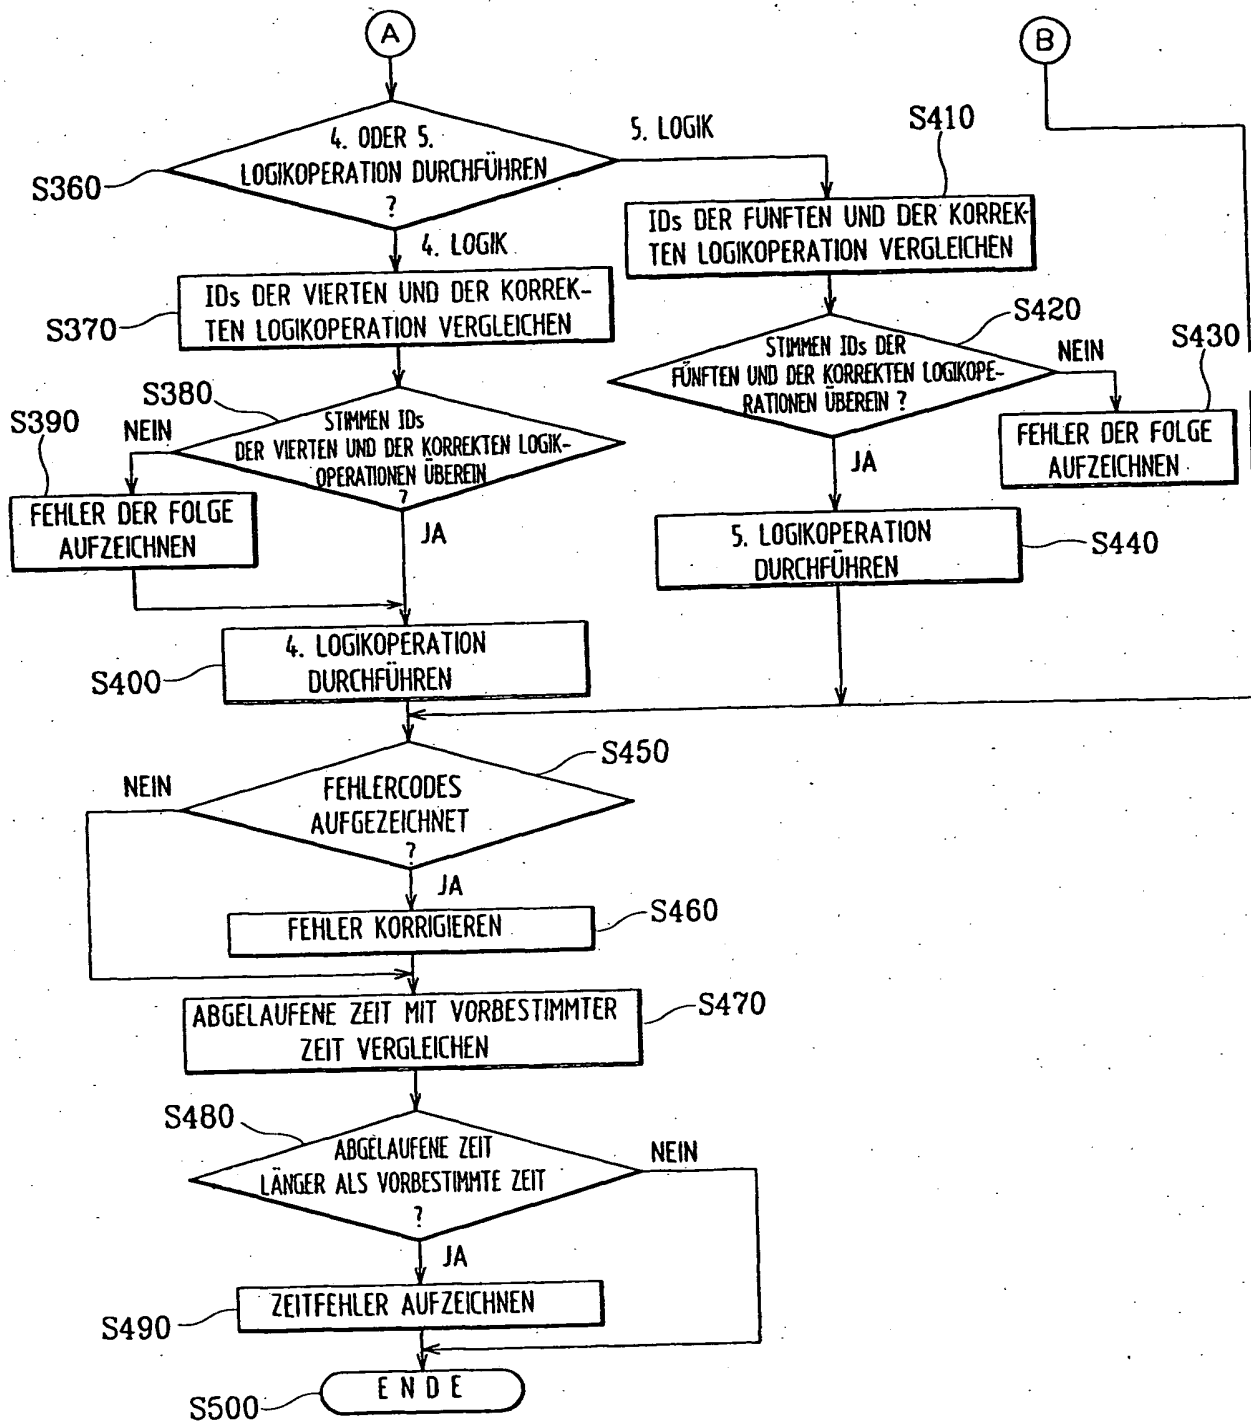 A
B
4. ODER 5.
LOGIKOPERATION DURCHFÜHREN
?
S360
5. LOGIK
4. LOGIK
S410
IDs DER FUNFTEN UND DER KORREK-
TEN LOGIKOPERATION VERGLEICHEN
IDs DER VIERTEN UND DER KORREK-
TEN LOGIKOPERATION VERGLEICHEN
S370
S420
STIMMEN IDs DER
FÜNFTEN UND DER KORREKTEN LOGIKOPE-
RATIONEN ÜBEREIN ?
NEIN
S430
FEHLER DER FOLGE
AUFZEICHNEN
JA
S380
STIMMEN IDs
DER VIERTEN UND DER KORREKTEN LOGIK-
OPERATIONEN ÜBEREIN
?
NEIN
S390
FEHLER DER FOLGE
AUFZEICHNEN
JA
5. LOGIKOPERATION
DURCHFÜHREN
S440
4. LOGIKOPERATION
DURCHFÜHREN
S400
S450
FEHLERCODES
AUFGEZEICHNET
?
NEIN
JA
FEHLER KORRIGIEREN
S460
ABGELAUFENE ZEIT MIT VORBESTIMMTER
ZEIT VERGLEICHEN
S470
S480
ABGELAUFENE ZEIT
LÄNGER ALS VORBESTIMMTE ZEIT
?
NEIN
JA
ZEITFEHLER AUFZEICHNEN
S490
ENDE
S500